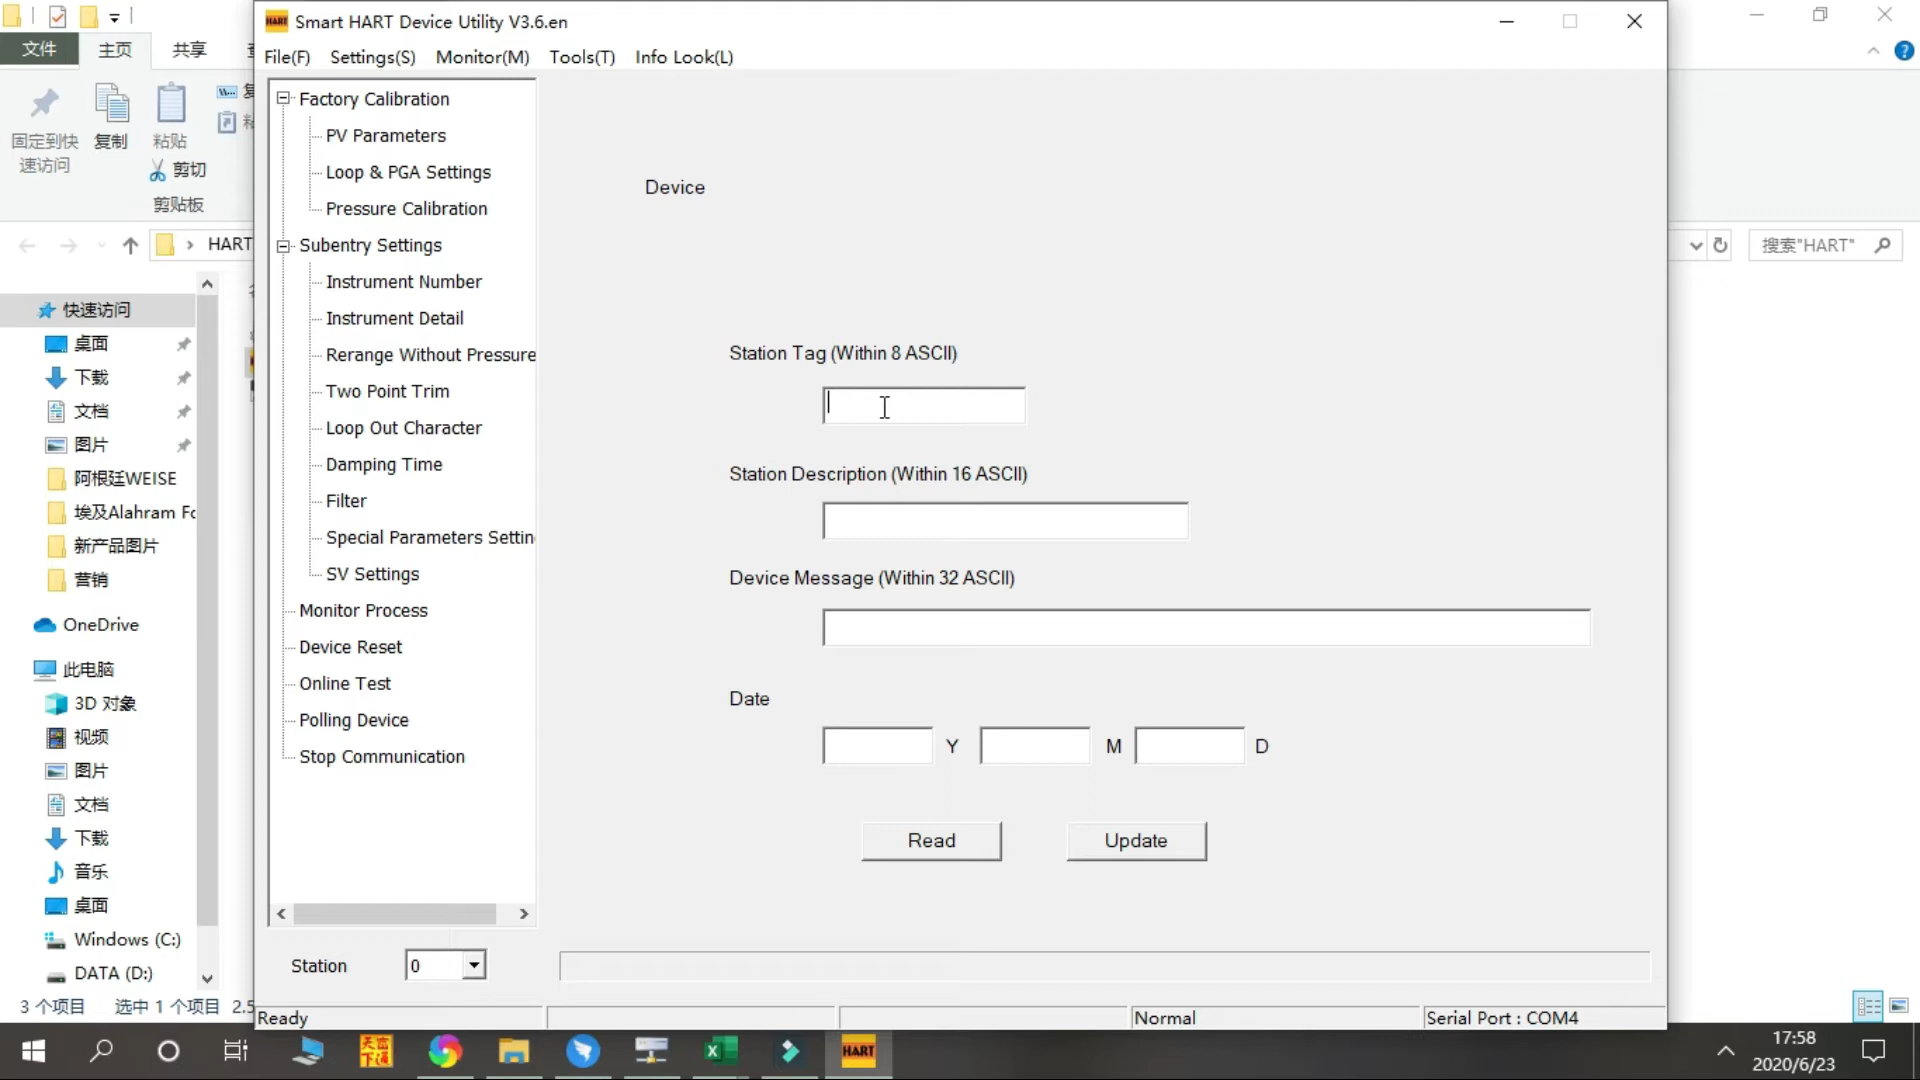 Smart HART Device Utility V3.6.en
文件
主页
共享
File(F)
Settings(S)
Monitor(M)
Tools(T)
Info Look(L)
固定到快
速访问
复制
粘贴
剪切
剪贴板
HART
搜索"HART"
快速访问
桌面
下载
文档
图片
阿根廷WEISE
埃及Alahram Fo
新产品图片
营销
OneDrive
此电脑
3D 对象
视频
图片
文档
下载
音乐
桌面
Windows (C:)
DATA (D:)
3 个项目
选中 1 个项目
2.5
Factory Calibration
PV Parameters
Loop & PGA Settings
Pressure Calibration
Subentry Settings
Instrument Number
Instrument Detail
Rerange Without Pressure
Two Point Trim
Loop Out Character
Damping Time
Filter
Special Parameters Settin
SV Settings
Monitor Process
Device Reset
Online Test
Polling Device
Stop Communication
Station
0
Device
Station Tag (Within 8 ASCII)
Station Description (Within 16 ASCII)
Device Message (Within 32 ASCII)
Date
Y
M
D
Read
Update
Ready
Normal
Serial Port : COM4
天富
下通
HART
17:58
2020/6/23